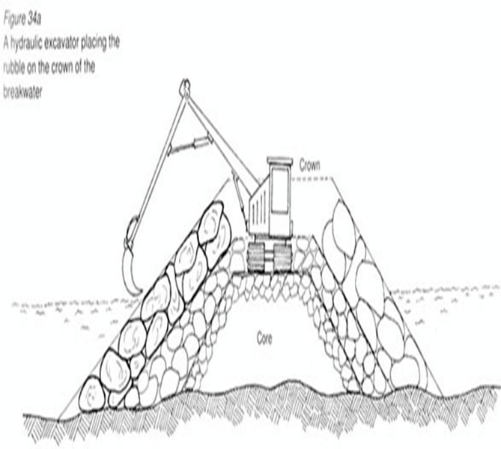 Figure 34a
A hydraulic excavator placing the
rubble on the crown of the
breakwater
Crown
Core